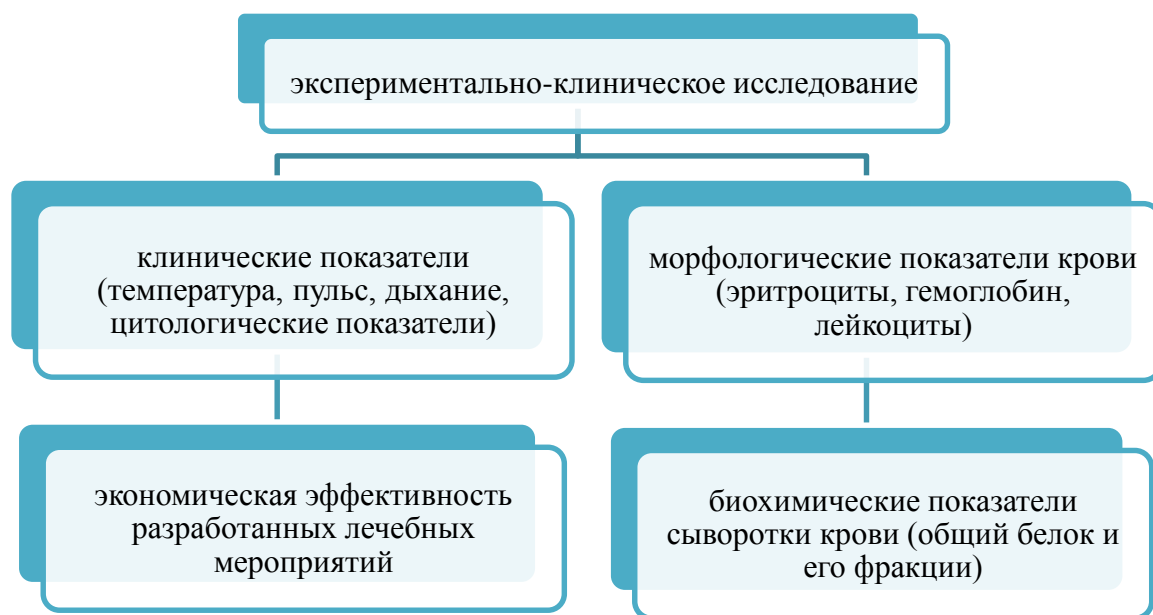 экспериментально-клиническое исследование
клинические показатели
(температура, пульс, дыхание,
цитологические показатели)
морфологические показатели крови
(эритроциты, гемоглобин,
лейкоциты)
экономическая эффективность
разработанных лечебных
мероприятий
биохимические показатели
сыворотки крови (общий белок и
его фракции)